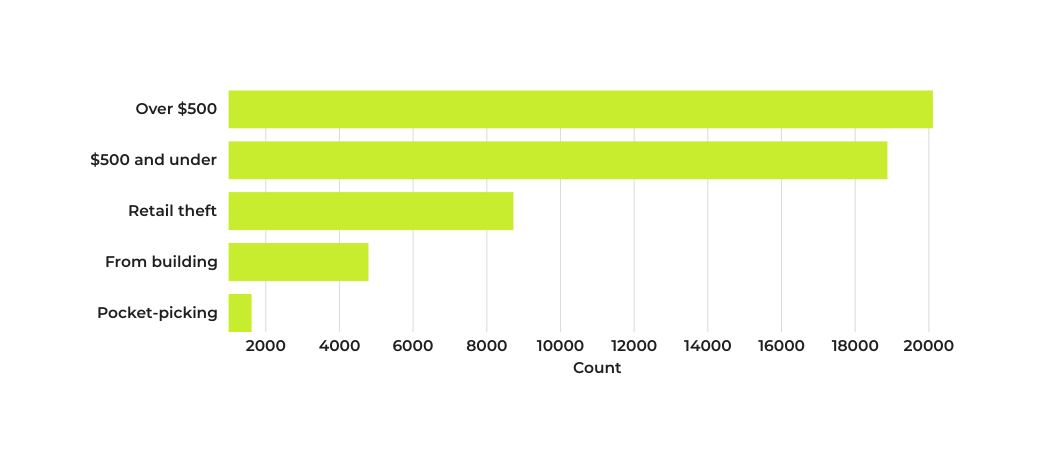 Over $500
$500 and under
Retail theft
From building
Pocket-picking
2000 4000 6000 8000 10000 12000 14000 16000 18000 20000
Count